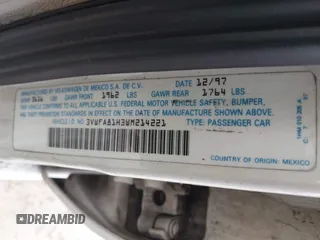 MANUFACTURED BY VOLKSWAGEN DE MEXICO S.A. DE C.V. 12/97
GAWR FRONT 1962 LBS GAWR REAR 1764 LBS
THIS VEHICLE CONFORMS TO ALL APPLICABLE U.S. FEDERAL MOTOR VEHICLE SAFETY, BUMPER,
AND THEFT PREVENTION STANDARDS IN EFFECT ON THE DATE OF MANUFACTURE SHOWN ABOVE.
VEHICLE I.D.: 3VWFA81H3WM214221 TYPE: PASSENGER CAR
COUNTRY OF ORIGIN: MEXICO
DREAMBID